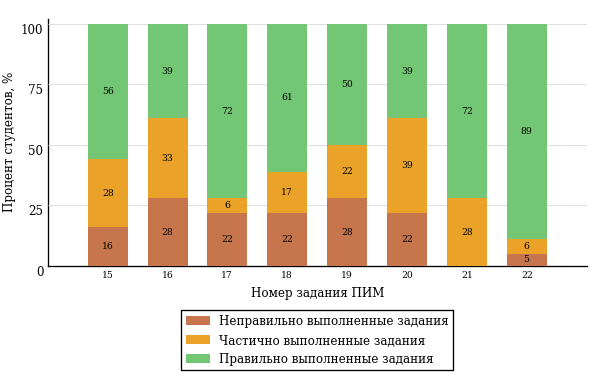 Процент студентов, %
100
75
50
25
0
56 39 72 61 50 39 72 89
28 33 6 17 22 39 28 6
16 28 22 22 28 22 5
15 16 17 18 19 20 21 22
Номер задания ПИМ
Неправильно выполненные задания
Частично выполненные задания
Правильно выполненные задания